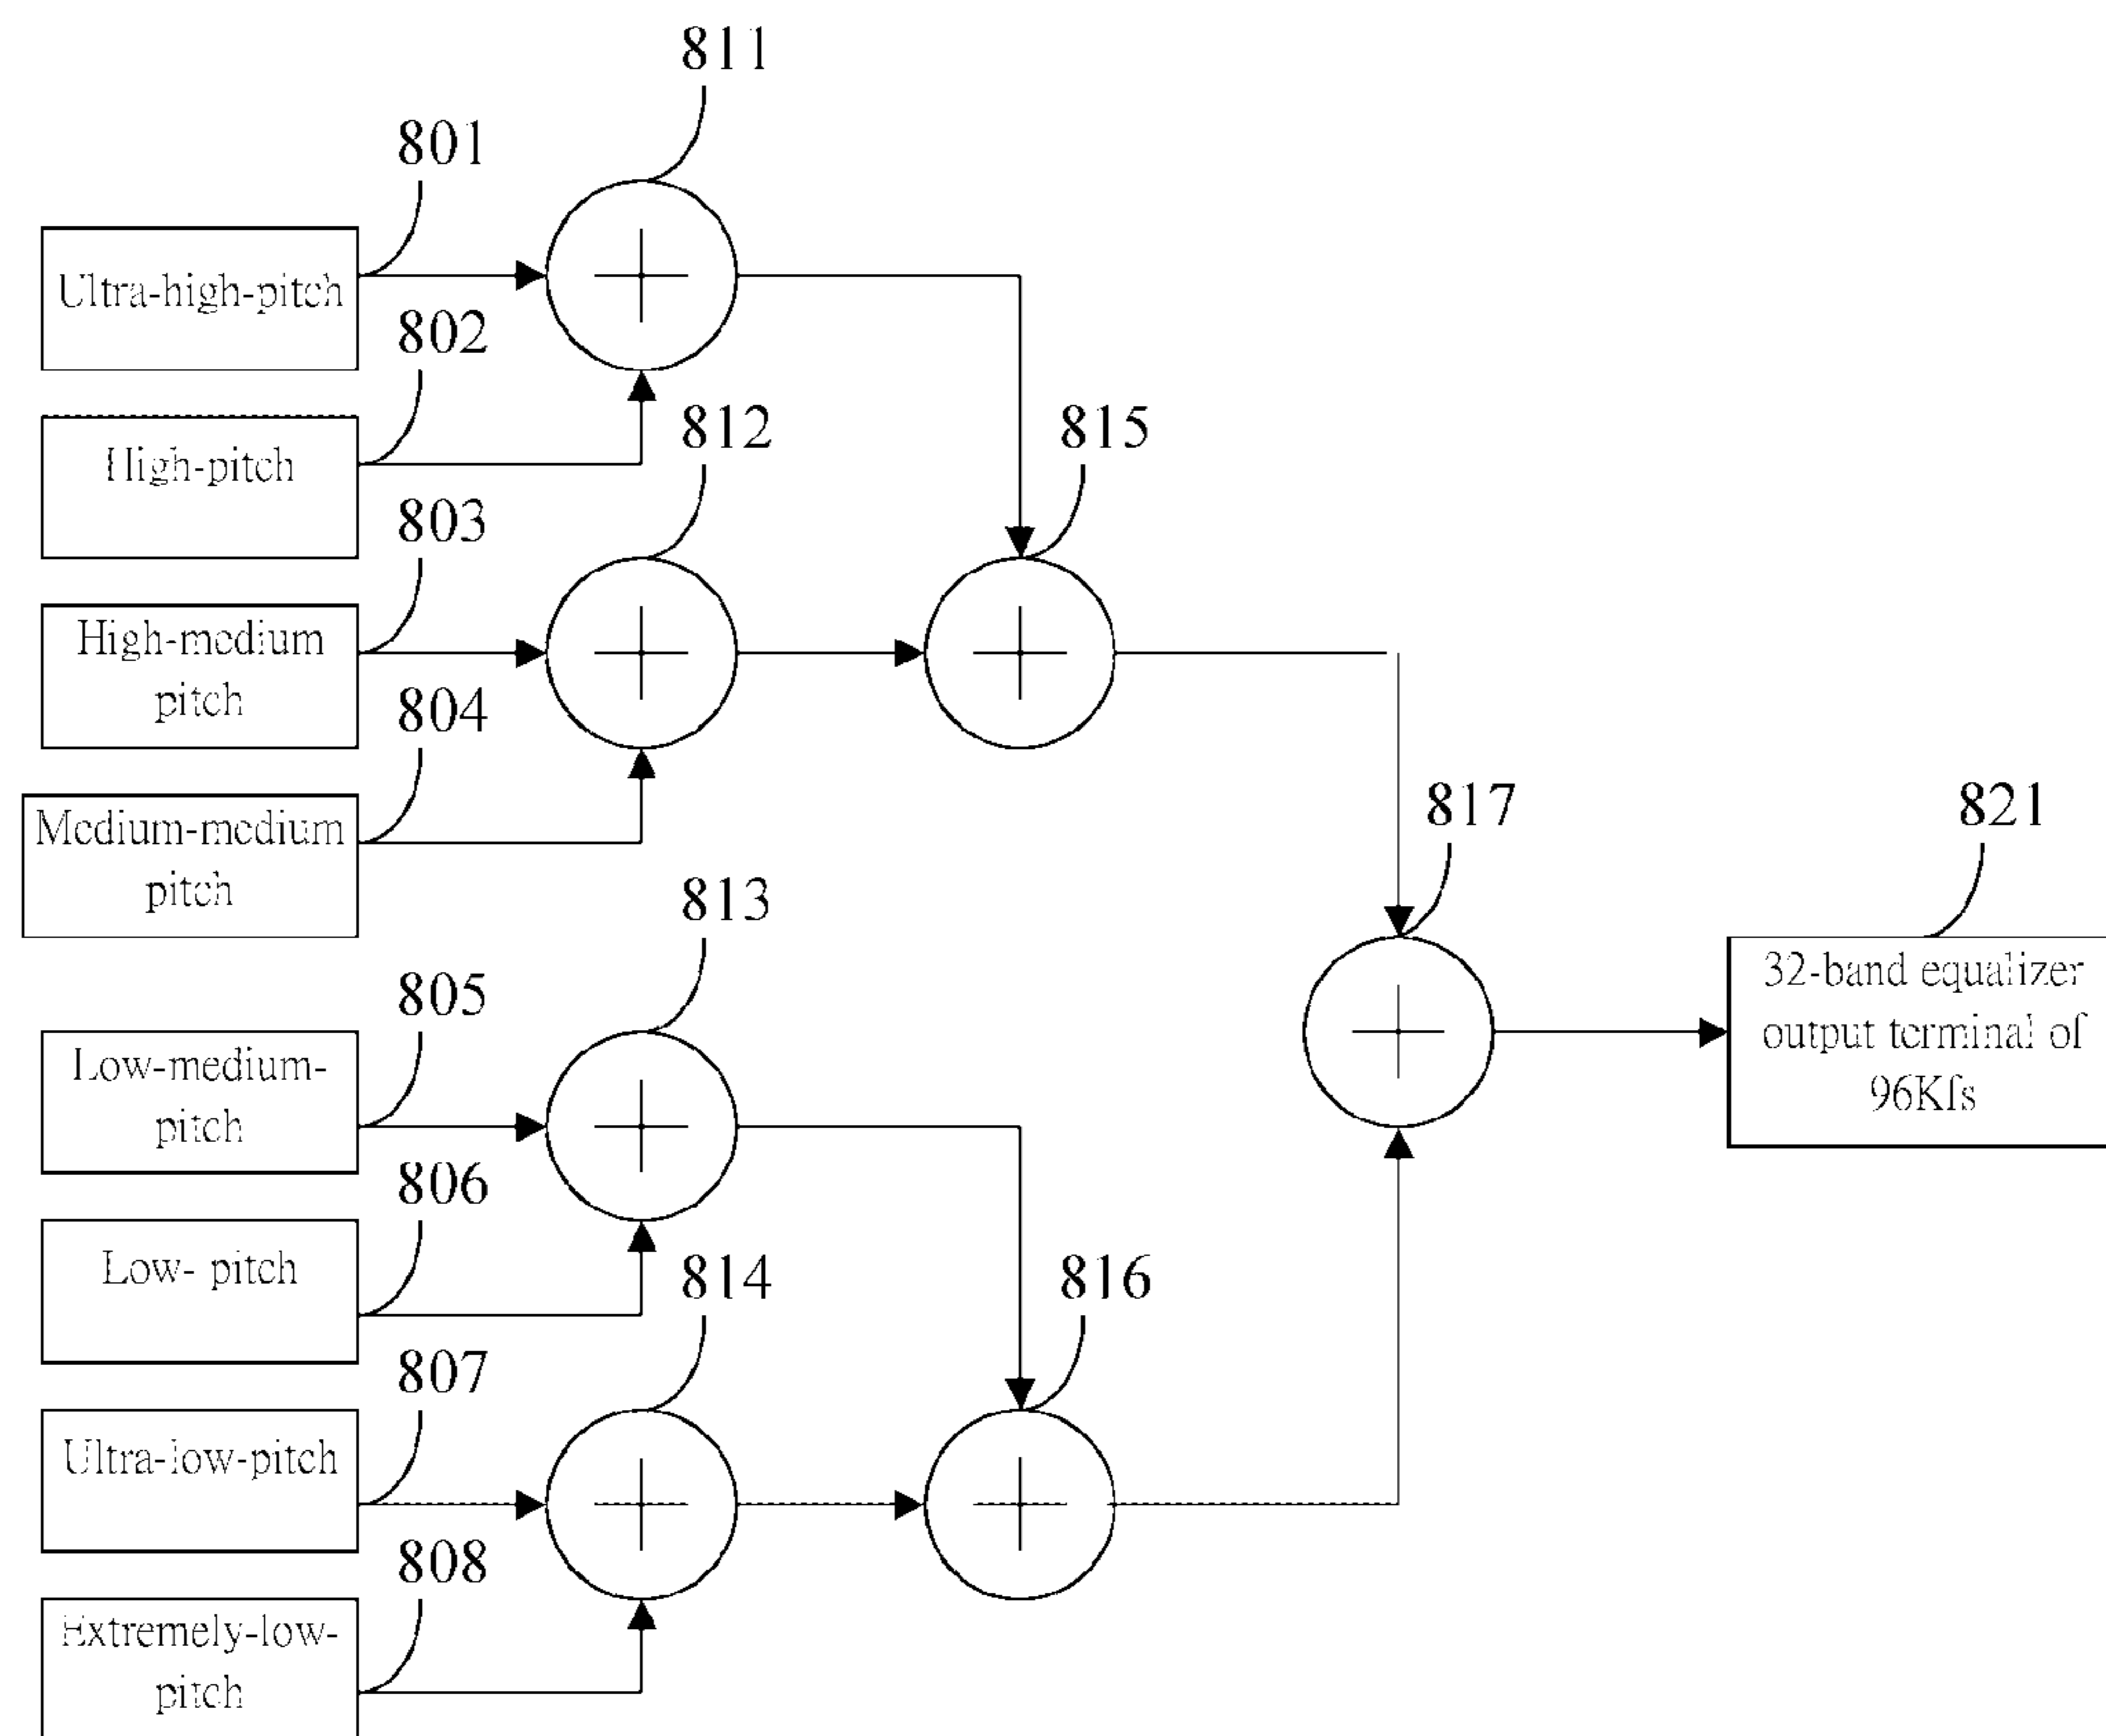 811
801
Ultra-high-pitch
802
High-pitch
812
815
803
High-medium
pitch
804
Medium-medium
pitch
817
821
813
32-band equalizer
output terminal of
96Kfs
805
Low-medium-
pitch
806
Low- pitch
814
816
807
Ultra-low-pitch
808
Extremely-low-
pitch